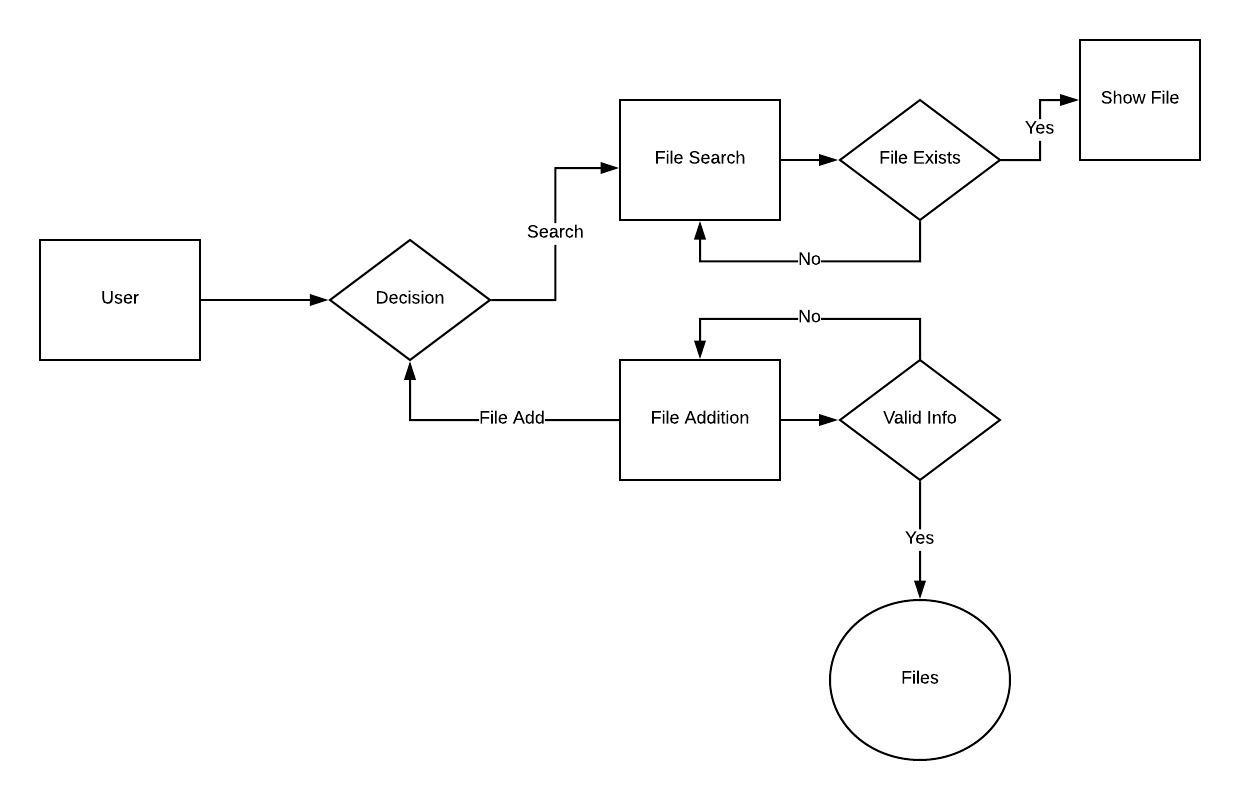 Show File
File Search
File Exists
Yes
Search
No
User
Decision
No
File Add
File Addition
Valid Info
Yes
Files